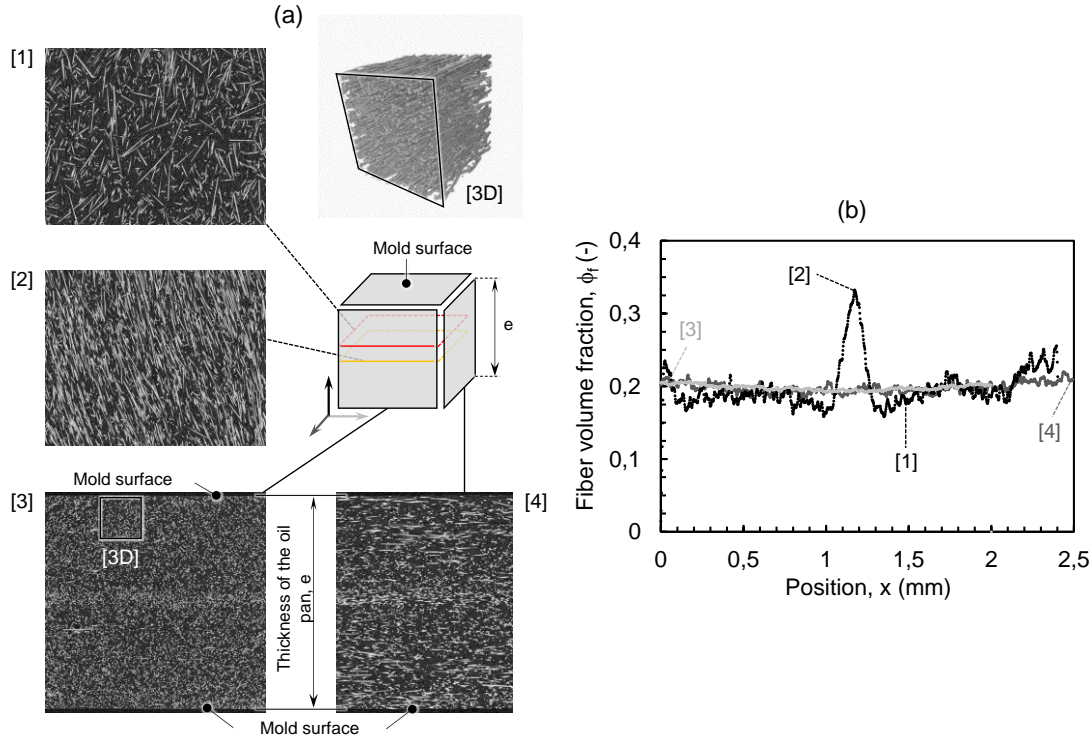 (a)
[1]
[3D]
Mold surface
[2]
e
Mold surface
[3]
[4]
[3D]
Thickness of the oil
pan, e
Mold surface
(b)
Fiber volume fraction, ϕf (-)
0,4
0,3
0,2
0,1
0
[2]
[3]
[1]
[4]
0
0,5
1
1,5
2
2,5
Position, x (mm)